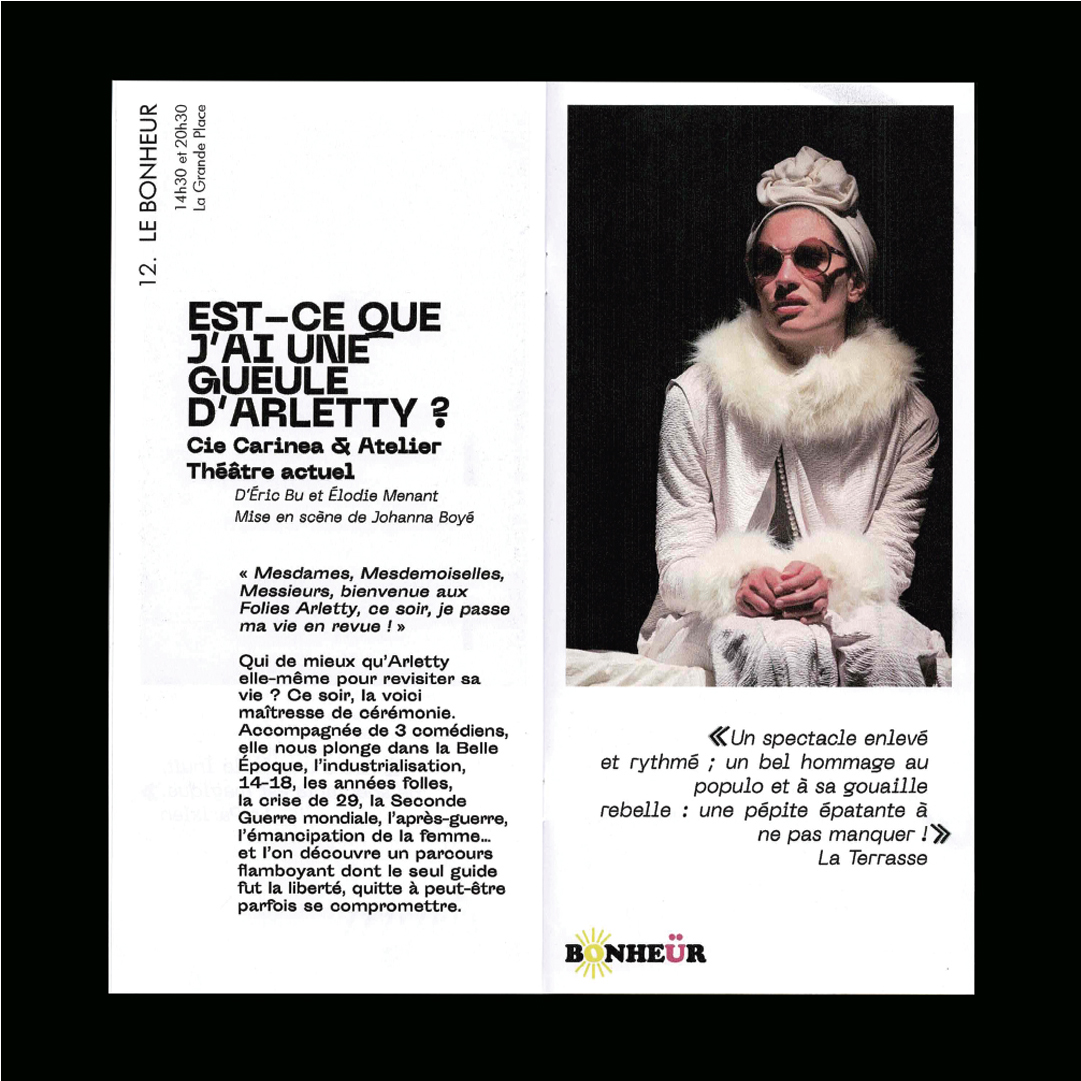 12. LE BONHEUR
14h30 et 20h30
La Grande Place
EST-CE QUE
J'AI UNE
GUEULE
D'ARLETTY ?
Cie Carinea & Atelier
Théâtre actuel
D'Éric Bu et Élodie Menant
Mise en scène de Johanna Boyé
« Mesdames, Mesdemoiselles,
Messieurs, bienvenue aux
Folies Arletty, ce soir, je passe
ma vie en revue ! »
Qui de mieux qu'Arletty
elle-même pour revisiter sa
vie ? Ce soir, la voici
maîtresse de cérémonie.
Accompagnée de 3 comédiens,
elle nous plonge dans la Belle
Époque, l'industrialisation,
14-18, les années folles,
la crise de 29, la Seconde
Guerre mondiale, l'après-guerre,
l'émancipation de la femme…
et l'on découvre un parcours
flamboyant dont le seul guide
fut la liberté, quitte à peut-être
parfois se compromettre.
«Un spectacle enlevé
et rythmé ; un bel hommage au
populo et à sa gouaille
rebelle : une pépite épatante à
ne pas manquer !»
La Terrasse
BONHEÜR